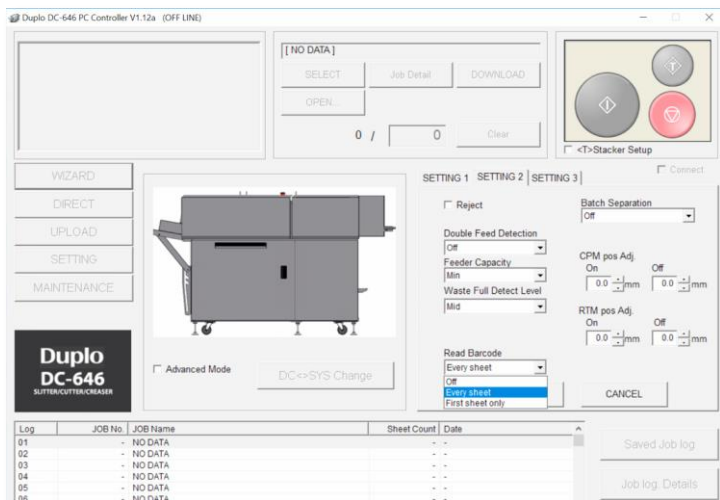 Duplo DC-646 PC Controller V1.12a (OFF LINE)
[ NO DATA ]
SELECT Job Detail DOWNLOAD
OPEN...
0 / 0 Clear
<T>Stacker Setup
T
Connect
WIZARD
DIRECT
UPLOAD
SETTING
MAINTENANCE
Duplo
DC-646
SLITTER/CUTTER/CREASER
Advanced Mode
DC<=>SYS Change
SETTING 1 SETTING 2 SETTING 3
Reject
Batch Separation
Off
Double Feed Detection
Off
Feeder Capacity
Min
Waste Full Detect Level
Mid
CPM pos Adj.
On Off
0.0 mm 0.0 mm
RTM pos Adj.
On Off
0.0 mm 0.0 mm
Read Barcode
Every sheet
Off
Every sheet
First sheet only
CANCEL
Log JOB No. JOB Name Sheet Count Date
01 - NO DATA - -
02 - NO DATA - -
03 - NO DATA - -
04 - NO DATA - -
05 - NO DATA - -
06 - NO DATA - -
Saved Job log
Job log. Details